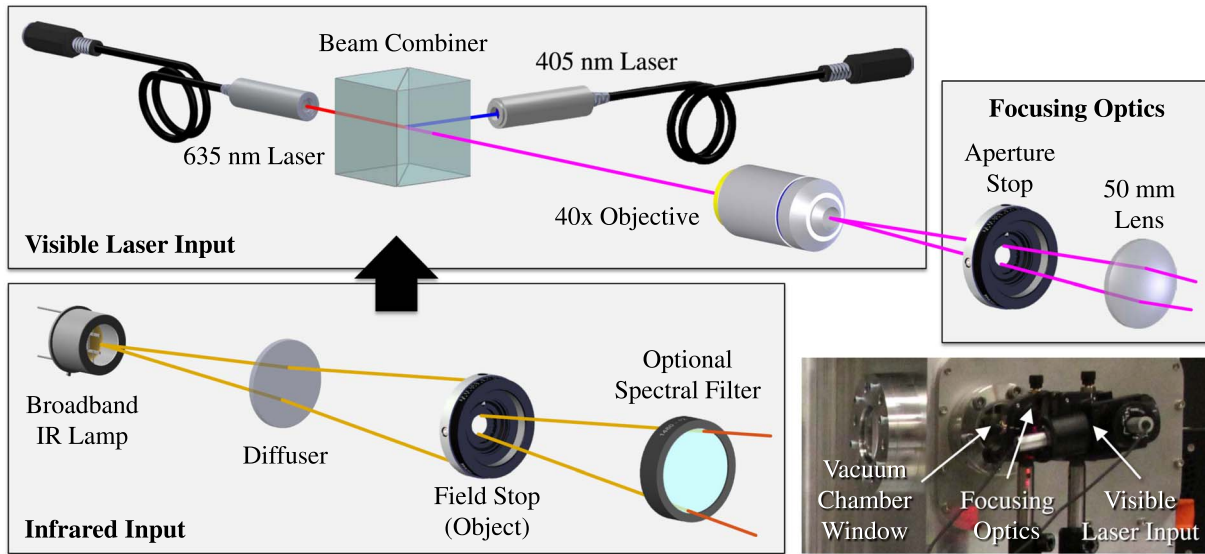 Beam Combiner
405 nm Laser
635 nm Laser
40x Objective
Visible Laser Input
Focusing Optics
Aperture
Stop
50 mm
Lens
Broadband
IR Lamp
Diffuser
Field Stop
(Object)
Optional
Spectral Filter
Infrared Input
Vacuum
Chamber
Window
Focusing
Optics
Visible
Laser Input